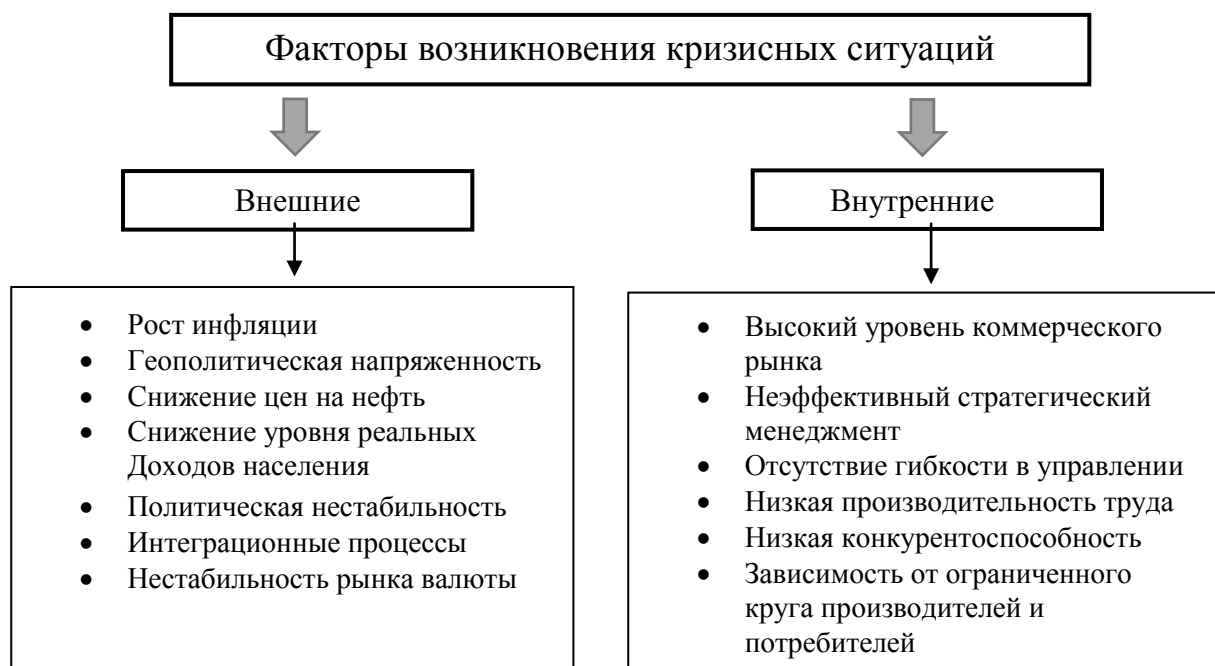 Факторы возникновения кризисных ситуаций
Внешние
• Рост инфляции
• Геополитическая напряженность
• Снижение цен на нефть
• Снижение уровня реальных
Доходов населения
• Политическая нестабильность
• Интеграционные процессы
• Нестабильность рынка валюты
Внутренние
• Высокий уровень коммерческого
рынка
• Неэффективный стратегический
менеджмент
• Отсутствие гибкости в управлении
• Низкая производительность труда
• Низкая конкурентоспособность
• Зависимость от ограниченного
круга производителей и
потребителей